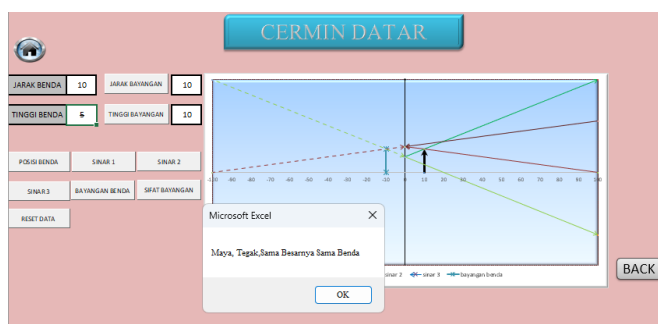 CERMIN DATAR
JARAK BENDA 10 JARAK BAYANGAN 10
TINGGI BENDA 5 TINGGI BAYANGAN 10
POSISI BENDA SINAR 1 SINAR 2
SINAR 3 BAYANGAN BENDA SIFAT BAYANGAN
RESET DATA
-90 -80 -70 -60 -50 -40 -30 -20 -10 0 10 20 30 40 50 60 70 80 90
Microsoft Excel
Maya, Tegak,Sama Besarnya Sama Benda
OK
sinar 2 sinar 3 bayangan benda
BACK